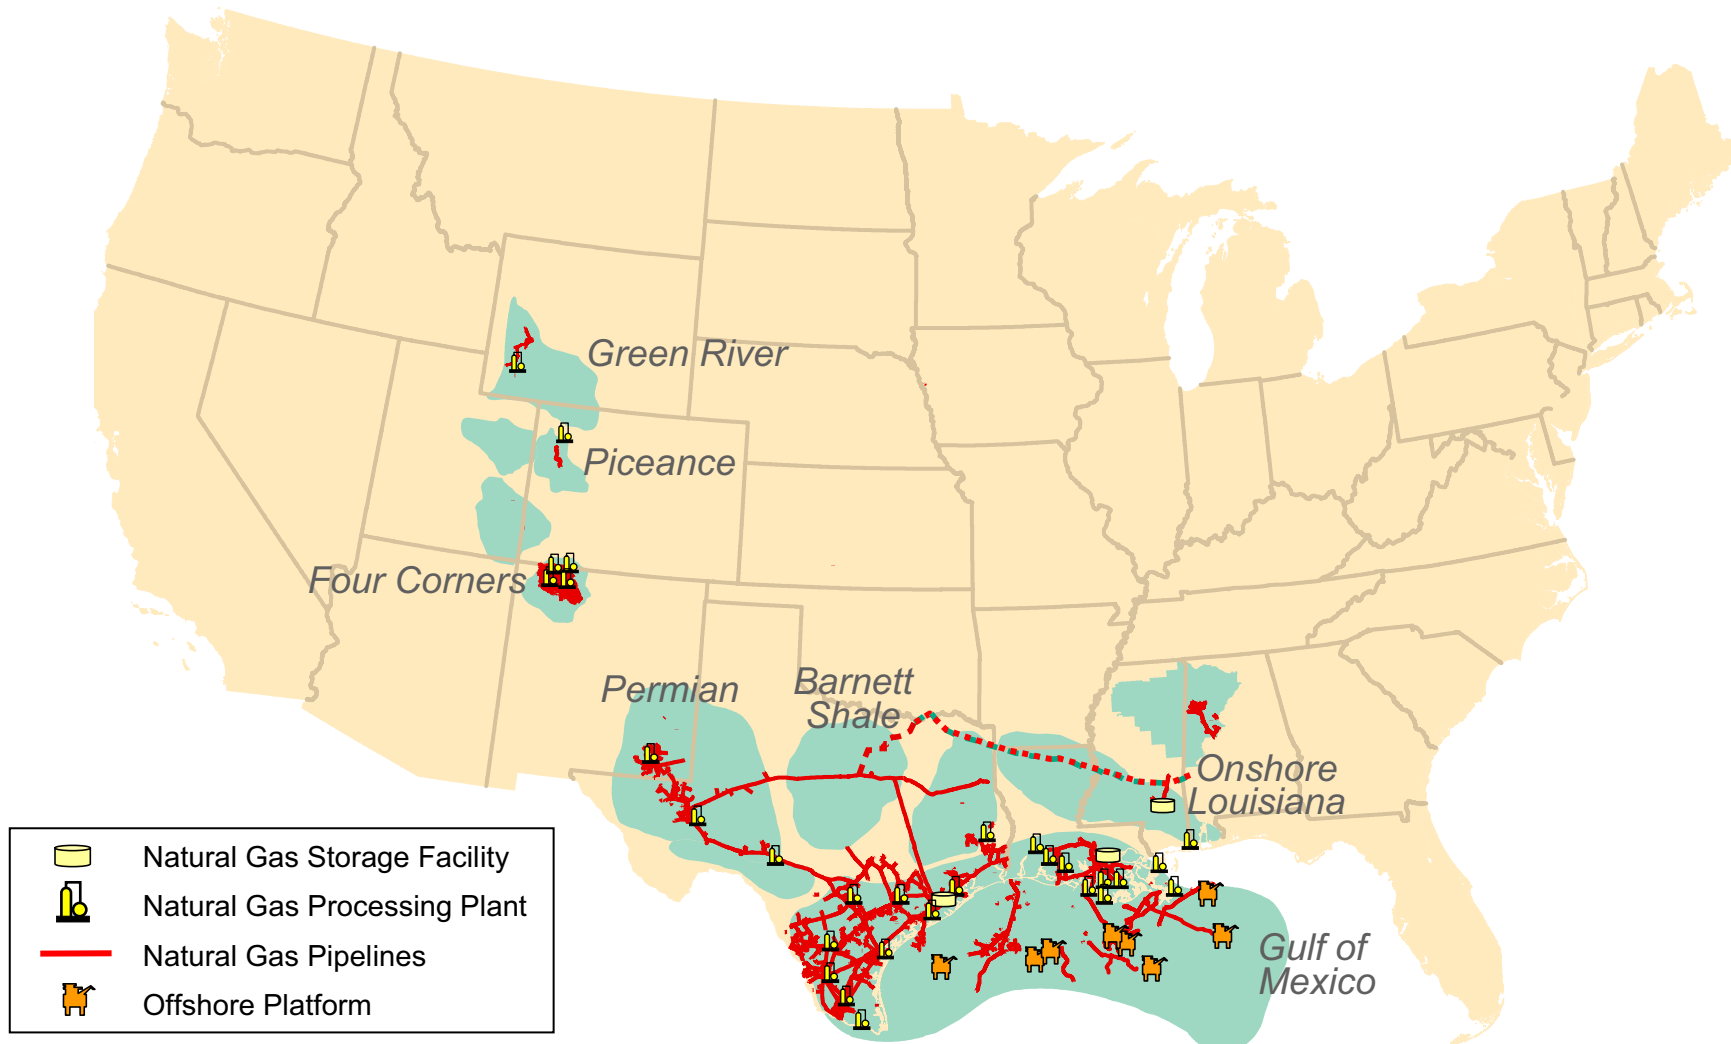 Green River
Piceance
Four Corners
Permian
Barnett
Shale
Onshore
Louisiana
Gulf of
Mexico
Natural Gas Storage Facility
Natural Gas Processing Plant
Natural Gas Pipelines
Offshore Platform